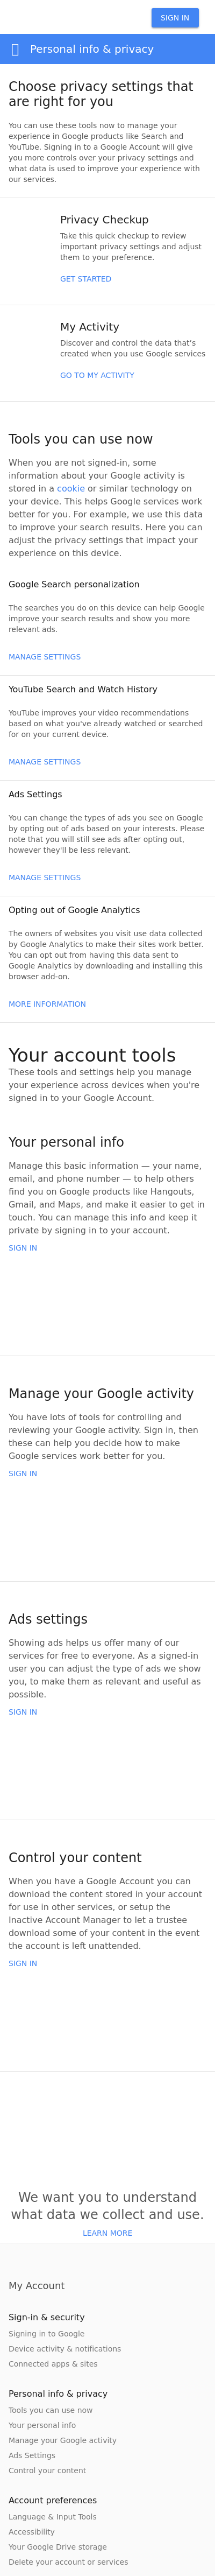 SIGN IN
Personal info & privacy
Choose privacy settings that
are right for you
You can use these tools now to manage your
experience in Google products like Search and
YouTube. Signing in to a Google Account will give
you more controls over your privacy settings and
what data is used to improve your experience with
our services.
Privacy Checkup
Take this quick checkup to review
important privacy settings and adjust
them to your preference.
GET STARTED
My Activity
Discover and control the data that's
created when you use Google services
GO TO MY ACTIVITY
Tools you can use now
When you are not signed-in, some
information about your Google activity is
stored in a cookie or similar technology on
your device. This helps Google services work
better for you. For example, we use this data
to improve your search results. Here you can
adjust the privacy settings that impact your
experience on this device.
Google Search personalization
The searches you do on this device can help Google
improve your search results and show you more
relevant ads.
MANAGE SETTINGS
YouTube Search and Watch History
YouTube improves your video recommendations
based on what you've already watched or searched
for on your current device.
MANAGE SETTINGS
Ads Settings
You can change the types of ads you see on Google
by opting out of ads based on your interests. Please
note that you will still see ads after opting out,
however they'll be less relevant.
MANAGE SETTINGS
Opting out of Google Analytics
The owners of websites you visit use data collected
by Google Analytics to make their sites work better.
You can opt out from having this data sent to
Google Analytics by downloading and installing this
browser add-on.
MORE INFORMATION
Your account tools
These tools and settings help you manage
your experience across devices when you're
signed in to your Google Account.
Your personal info
Manage this basic information — your name,
email, and phone number — to help others
find you on Google products like Hangouts,
Gmail, and Maps, and make it easier to get in
touch. You can manage this info and keep it
private by signing in to your account.
SIGN IN
Manage your Google activity
You have lots of tools for controlling and
reviewing your Google activity. Sign in, then
these can help you decide how to make
Google services work better for you.
SIGN IN
Ads settings
Showing ads helps us offer many of our
services for free to everyone. As a signed-in
user you can adjust the type of ads we show
you, to make them as relevant and useful as
possible.
SIGN IN
Control your content
When you have a Google Account you can
download the content stored in your account
for use in other services, or setup the
Inactive Account Manager to let a trustee
download some of your content in the event
the account is left unattended.
SIGN IN
We want you to understand
what data we collect and use.
LEARN MORE
My Account
Sign-in & security
Signing in to Google
Device activity & notifications
Connected apps & sites
Personal info & privacy
Tools you can use now
Your personal info
Manage your Google activity
Ads Settings
Control your content
Account preferences
Language & Input Tools
Accessibility
Your Google Drive storage
Delete your account or services